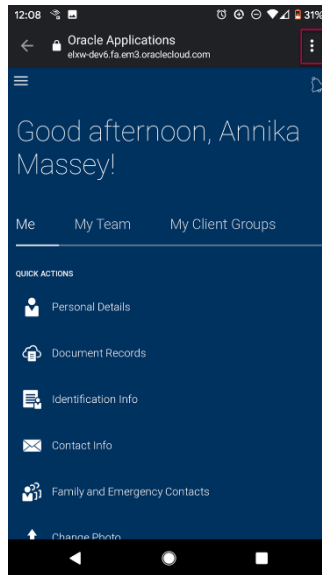 12:08
31%
Oracle Applications
elxw-dev6.fa.em3.oraclecloud.com
Good afternoon, Annika
Massey!
Me My Team My Client Groups
QUICK ACTIONS
Personal Details
Document Records
Identification Info
Contact Info
Family and Emergency Contacts
Change Photo